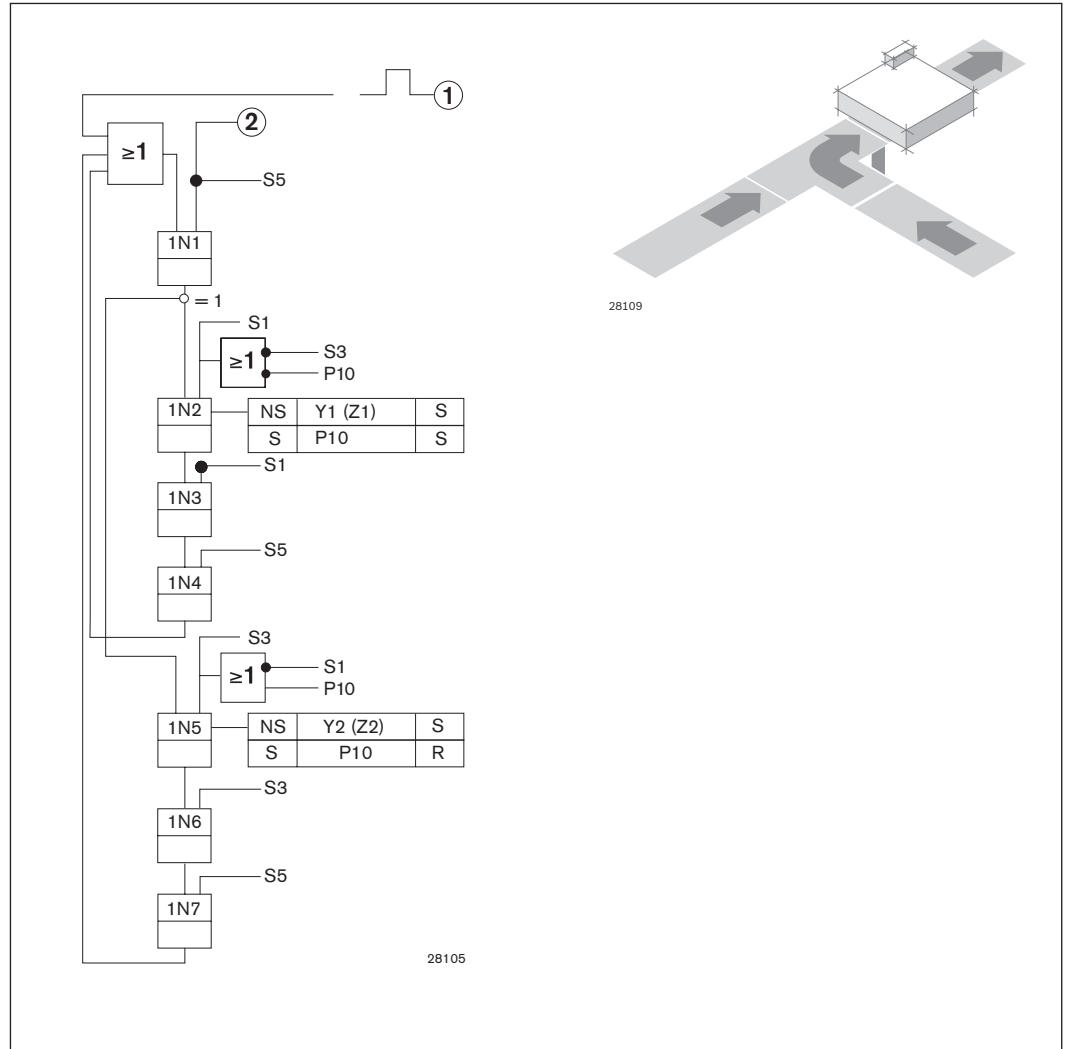 1
≥1
2
S5
1N1
= 1
S1
≥1
S3
P10
1N2
NS Y1 (Z1) S
S P10 S
S1
1N3
S5
1N4
S3
≥1
S1
P10
1N5
NS Y2 (Z2) S
S P10 R
S3
1N6
S5
1N7
28105
28109